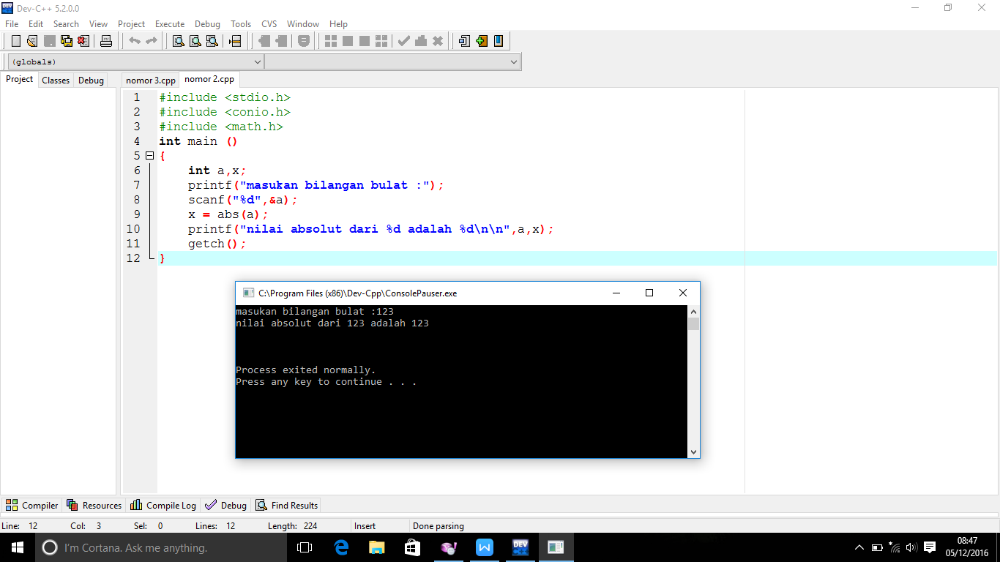 Dev-C++ 5.2.0.0
File Edit Search View Project Execute Debug Tools CVS Window Help
(globals)
Project Classes Debug
nomor 3.cpp nomor 2.cpp
1 #include <stdio.h>
2 #include <conio.h>
3 #include <math.h>
4 int main ()
5 {
6 int a,x;
7 printf("masukan bilangan bulat :");
8 scanf("%d",&a);
9 x = abs(a);
10 printf("nilai absolut dari %d adalah %d\n\n",a,x);
11 getch();
12 }
C:\Program Files (x86)\Dev-Cpp\ConsolePauser.exe
masukan bilangan bulat :123
nilai absolut dari 123 adalah 123
Process exited normally.
Press any key to continue . . .
Compiler Resources Compile Log Debug Find Results
Line: 12 Col: 3 Sel: 0 Lines: 12 Length: 224 Insert Done parsing
I'm Cortana. Ask me anything.
DEV C++
08:47
05/12/2016